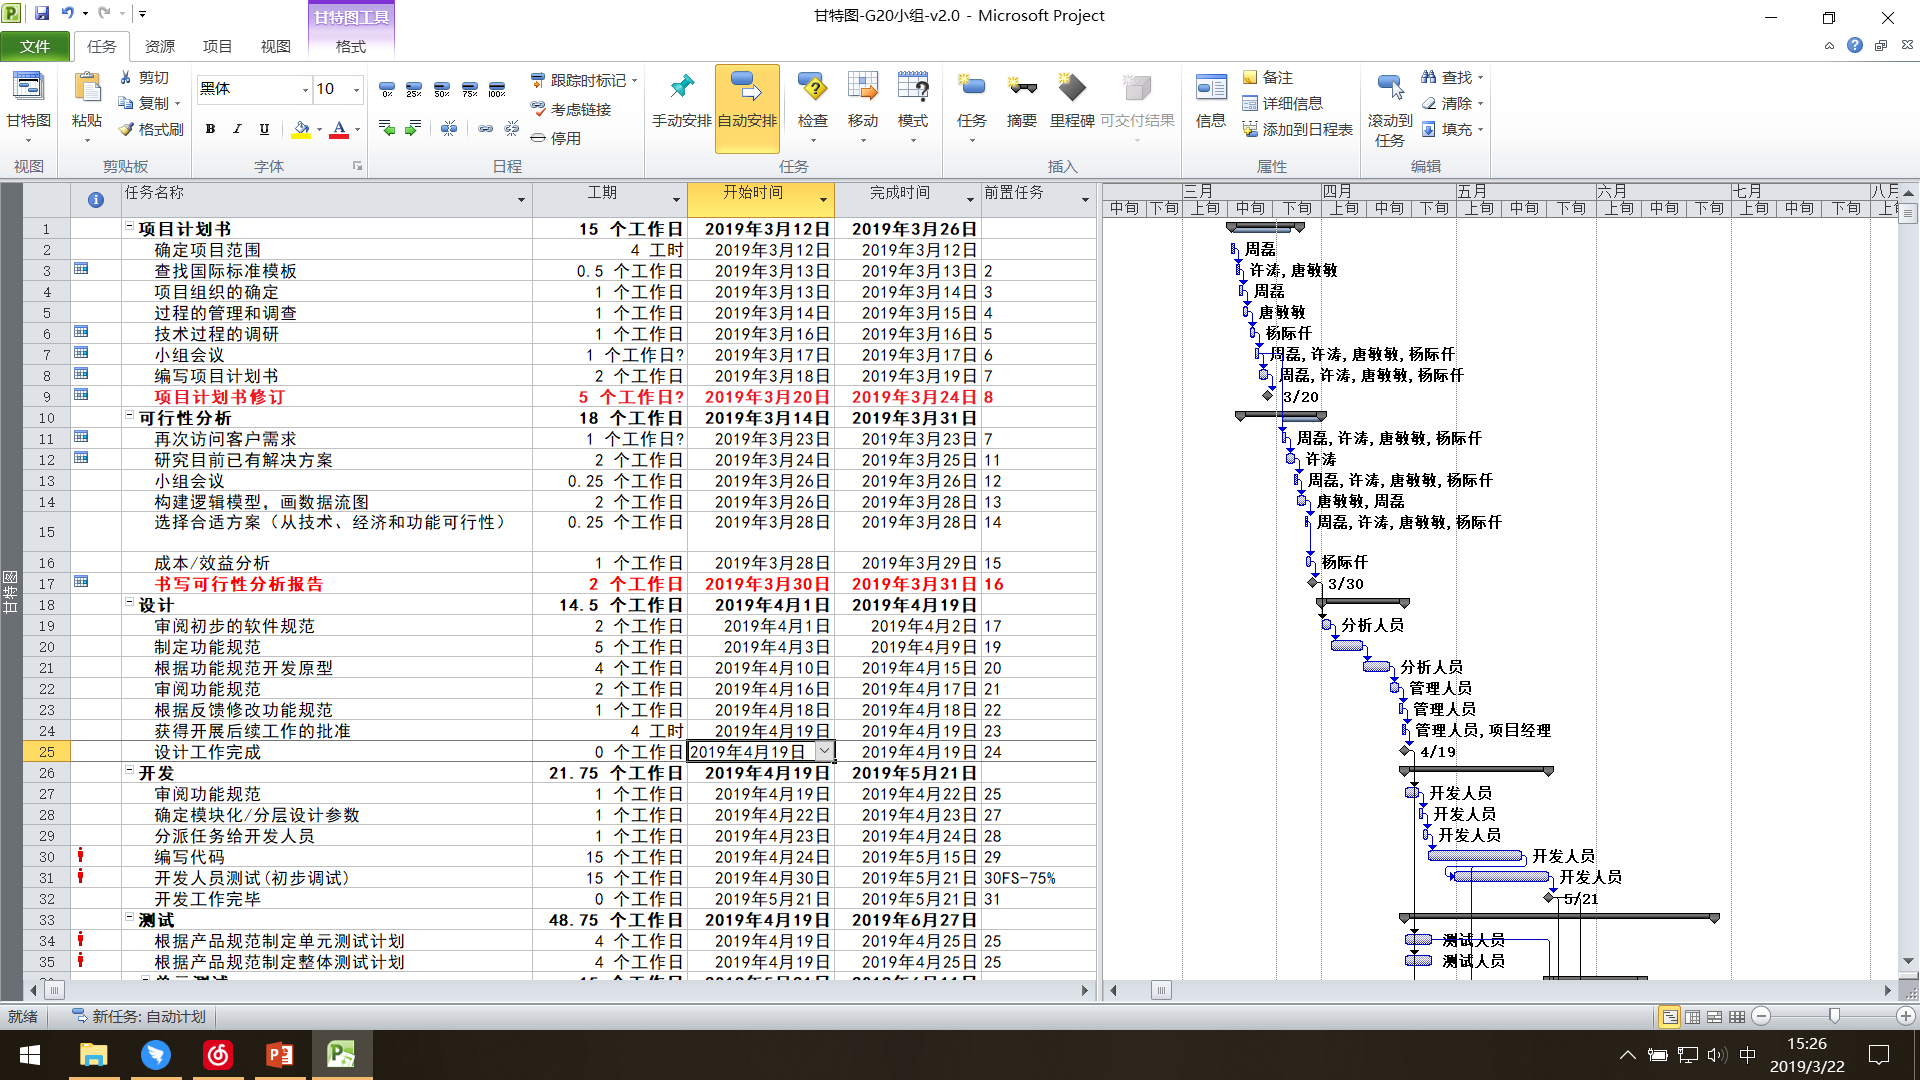 甘特图工具
甘特图-G20小组-v2.0 - Microsoft Project
文件 任务 资源 项目 视图 格式
甘特图 粘贴 剪切 复制 格式刷 黑体 10 B I U
0% 25% 50% 75% 100%
跟踪时标记 考虑链接 停用
手动安排 自动安排 检查 移动 模式 任务 摘要 里程碑 可交付结果 信息 备注 详细信息 添加到日程表 滚动到任务 查找 清除 填充
视图 剪贴板 字体 日程 任务 插入 属性 编辑
任务名称 工期 开始时间 完成时间 前置任务
三月 四月 五月 六月 七月 八月
中旬 下旬 上旬 中旬 下旬 上旬 中旬 下旬 上旬 中旬 下旬 上旬 中旬 下旬 上旬 中旬 下旬 上旬
甘特图
1 项目计划书 15 个工作日 2019年3月12日 2019年3月26日
2 确定项目范围 4 工时 2019年3月12日 2019年3月12日 周磊
3 查找国际标准模板 0.5 个工作日 2019年3月13日 2019年3月13日 2 许涛,唐敏敏
4 项目组织的确定 1 个工作日 2019年3月13日 2019年3月14日 3 周磊
5 过程的管理和调查 1 个工作日 2019年3月14日 2019年3月15日 4 唐敏敏
6 技术过程的调研 1 个工作日 2019年3月16日 2019年3月16日 5 杨际仟
7 小组会议 1 个工作日? 2019年3月17日 2019年3月17日 6 周磊,许涛,唐敏敏,杨际仟
8 编写项目计划书 2 个工作日 2019年3月18日 2019年3月19日 7 周磊,许涛,唐敏敏,杨际仟
9 项目计划书修订 5 个工作日? 2019年3月20日 2019年3月24日 8 3/20
10 可行性分析 18 个工作日 2019年3月14日 2019年3月31日
11 再次访问客户需求 1 个工作日? 2019年3月23日 2019年3月23日 7 周磊,许涛,唐敏敏,杨际仟
12 研究目前已有解决方案 2 个工作日 2019年3月24日 2019年3月25日 11 许涛
13 小组会议 0.25 个工作日 2019年3月26日 2019年3月26日 12 周磊,许涛,唐敏敏,杨际仟
14 构建逻辑模型，画数据流图 2 个工作日 2019年3月26日 2019年3月28日 13 唐敏敏,周磊
15 选择合适方案（从技术、经济和功能可行性） 0.25 个工作日 2019年3月28日 2019年3月28日 14 周磊,许涛,唐敏敏,杨际仟
16 成本/效益分析 1 个工作日 2019年3月28日 2019年3月29日 15 杨际仟
17 书写可行性分析报告 2 个工作日 2019年3月30日 2019年3月31日 16 3/30
18 设计 14.5 个工作日 2019年4月1日 2019年4月19日
19 审阅初步的软件规范 2 个工作日 2019年4月1日 2019年4月2日 17 分析人员
20 制定功能规范 5 个工作日 2019年4月3日 2019年4月9日 19
21 根据功能规范开发原型 4 个工作日 2019年4月10日 2019年4月15日 20 分析人员
22 审阅功能规范 2 个工作日 2019年4月16日 2019年4月17日 21 管理人员
23 根据反馈修改功能规范 1 个工作日 2019年4月18日 2019年4月18日 22 管理人员
24 获得开展后续工作的批准 4 工时 2019年4月19日 2019年4月19日 23 管理人员,项目经理
25 设计工作完成 0 个工作日 2019年4月19日 2019年4月19日 24 4/19
26 开发 21.75 个工作日 2019年4月19日 2019年5月21日
27 审阅功能规范 1 个工作日 2019年4月19日 2019年4月22日 25 开发人员
28 确定模块化/分层设计参数 1 个工作日 2019年4月22日 2019年4月23日 27 开发人员
29 分派任务给开发人员 1 个工作日 2019年4月23日 2019年4月24日 28 开发人员
30 编写代码 15 个工作日 2019年4月24日 2019年5月15日 29 开发人员
31 开发人员测试(初步调试) 15 个工作日 2019年4月30日 2019年5月21日 30FS-75% 开发人员
32 开发工作完毕 0 个工作日 2019年5月21日 2019年5月21日 31 5/21
33 测试 48.75 个工作日 2019年4月19日 2019年6月27日
34 根据产品规范制定单元测试计划 4 个工作日 2019年4月19日 2019年4月25日 25 测试人员
35 根据产品规范制定整体测试计划 4 个工作日 2019年4月19日 2019年4月25日 25 测试人员
就绪 新任务: 自动计划
中 15:26
2019/3/22